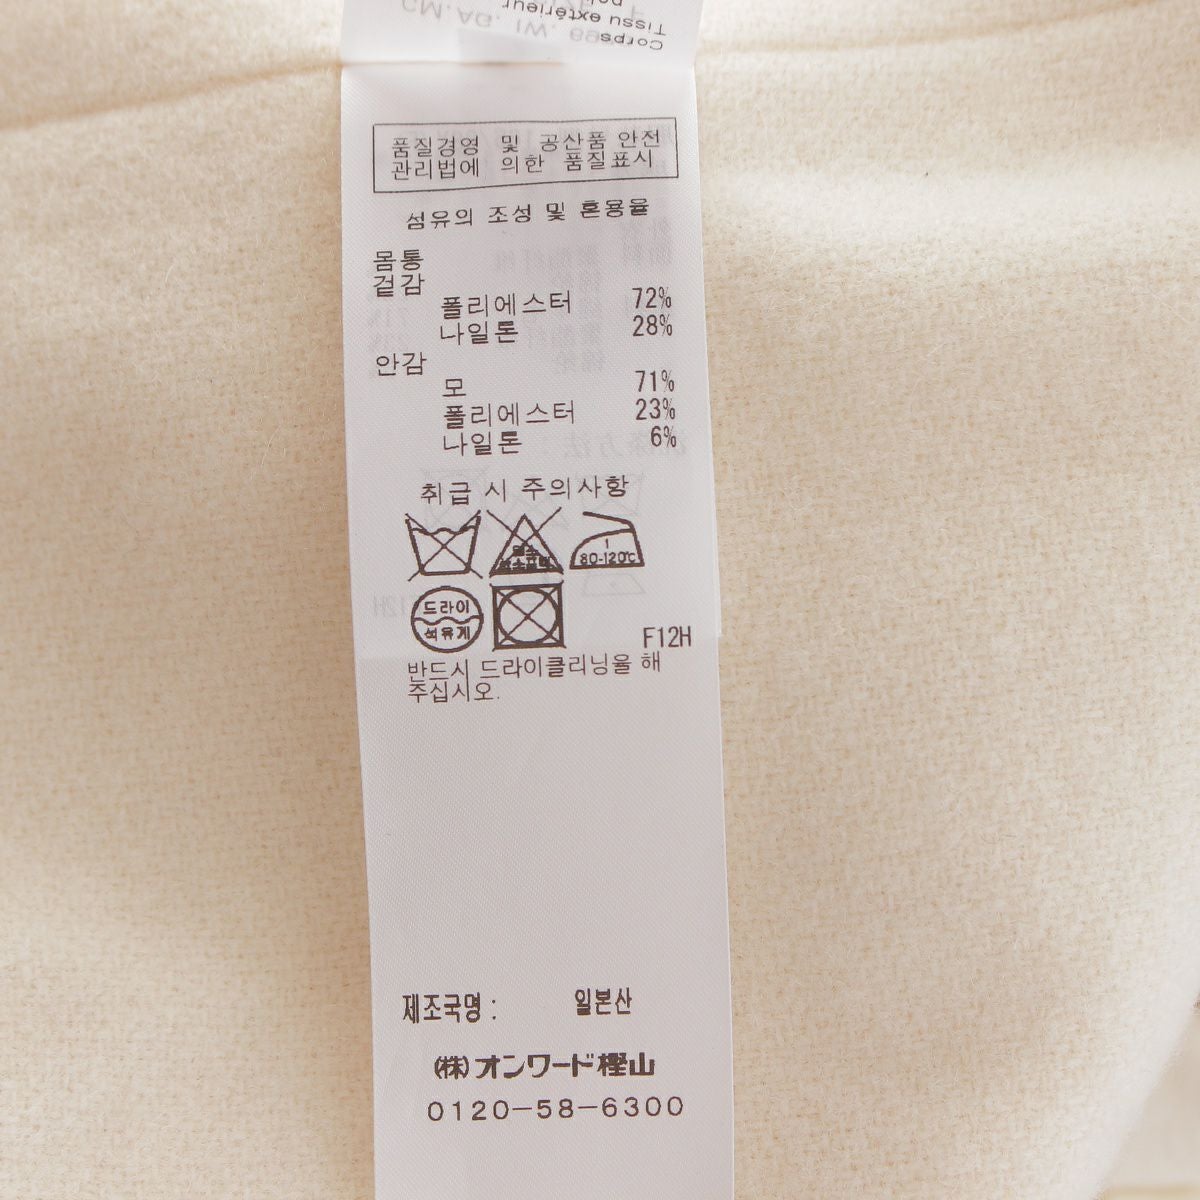 Corps
Tissu extérieur
품질경영 및 공산품 안전
관리법에 의한 품질표시
섬유의 조성 및 혼용율
몸통
겉감
폴리에스터 72%
나일론 28%
안감
모 71%
폴리에스터 23%
나일론 6%
취급 시 주의사항
1
80-120℃
드라이
석유계
F12H
반드시 드라이클리닝을 해
주십시오.
제조국명 : 일본산
(株)オンワード樫山
0120-58-6300